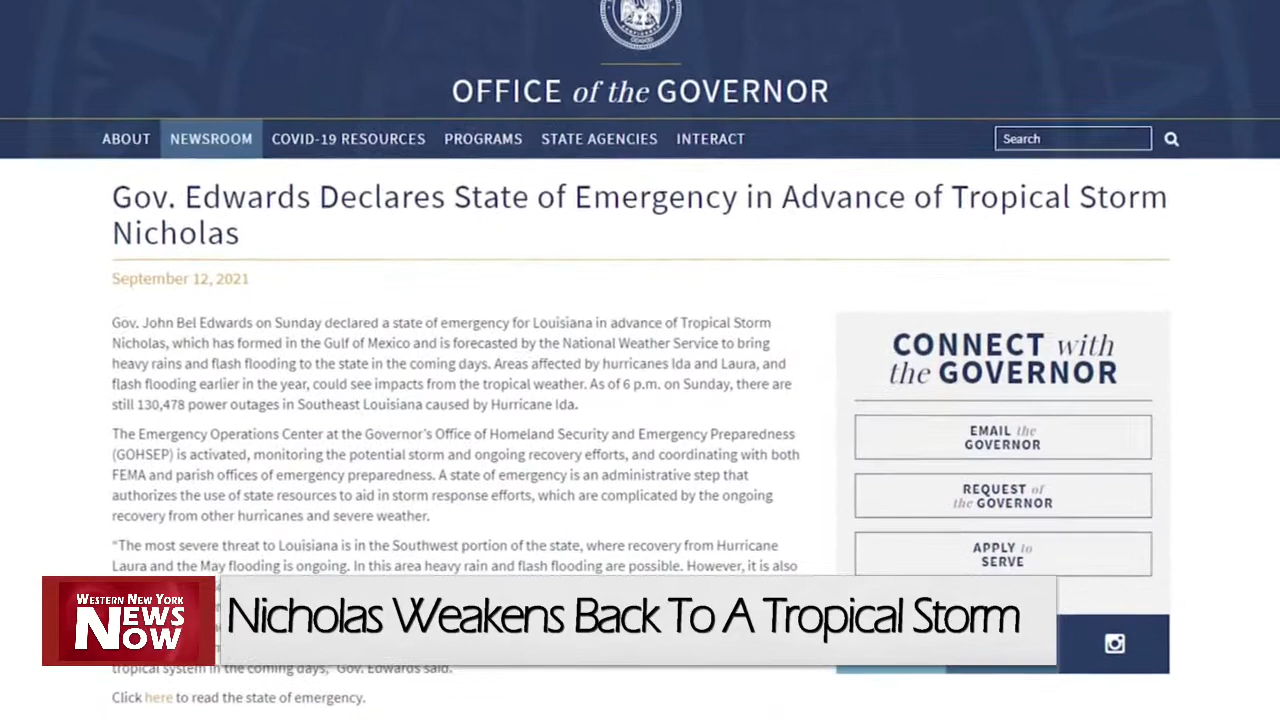 OFFICE of the GOVERNOR
ABOUT NEWSROOM COVID-19 RESOURCES PROGRAMS STATE AGENCIES INTERACT Search
Gov. Edwards Declares State of Emergency in Advance of Tropical Storm
Nicholas
September 12, 2021
Gov. John Bel Edwards on Sunday declared a state of emergency for Louisiana in advance of Tropical Storm
Nicholas, which has formed in the Gulf of Mexico and is forecasted by the National Weather Service to bring
heavy rains and flash flooding to the state in the coming days. Areas affected by hurricanes Ida and Laura, and
flash flooding earlier in the year, could see impacts from the tropical weather. As of 6 p.m. on Sunday, there are
still 130,478 power outages in Southeast Louisiana caused by Hurricane Ida.
The Emergency Operations Center at the Governor's Office of Homeland Security and Emergency Preparedness
(GOHSEP) is activated, monitoring the potential storm and ongoing recovery efforts, and coordinating with both
FEMA and parish offices of emergency preparedness. A state of emergency is an administrative step that
authorizes the use of state resources to aid in storm response efforts, which are complicated by the ongoing
recovery from other hurricanes and severe weather.
“The most severe threat to Louisiana is in the Southwest portion of the state, where recovery from Hurricane
Laura and the May flooding is ongoing. In this area heavy rain and flash flooding are possible. However, it is also
tropical system in the coming days,” Gov. Edwards said.
Click here to read the state of emergency.
CONNECT with
the GOVERNOR
EMAIL the
GOVERNOR
REQUEST of
the GOVERNOR
APPLY to
SERVE
WESTERN NEW YORK
NEWS
NOW
Nicholas Weakens Back To A Tropical Storm